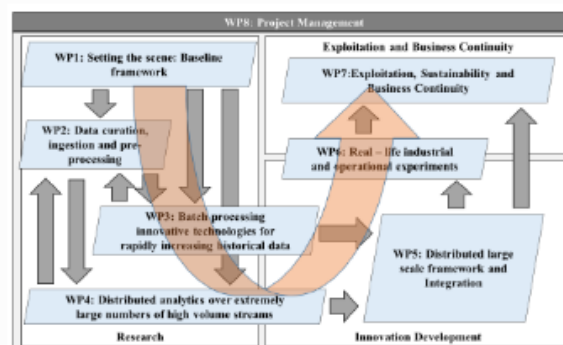 WP8: Project Management
Exploitation and Business Continuity
WP1: Setting the scene: Baseline
framework
WP7:Exploitation, Sustainability and
Business Continuity
WP2: Data curation,
ingestion and pre-
processing
WP6: Real – life industrial
and operational experiments
WP3: Batch processing
innovative technologies for
rapidly increasing historical data
WP5: Distributed large
scale framework and
Integration
WP4: Distributed analytics over extremely
large numbers of high volume streams
Research
Innovation Development